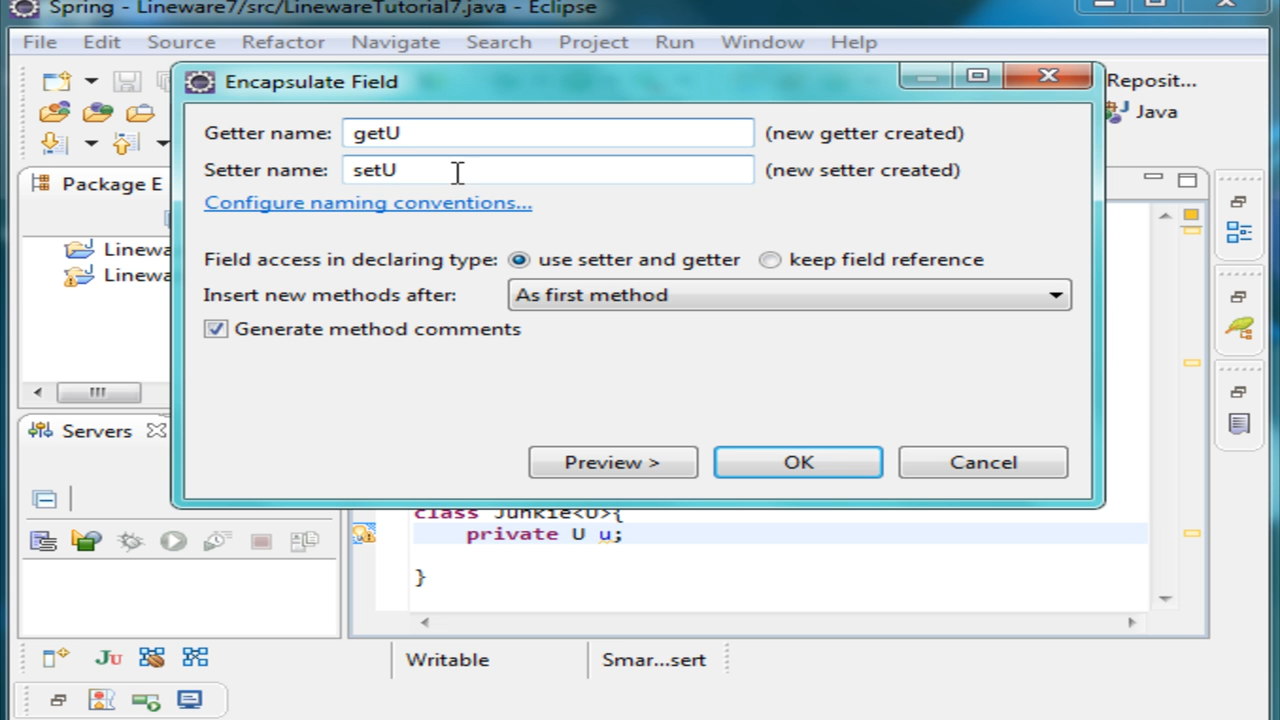 Spring - Lineware7/src/LinewareTutorial7.java - Eclipse
File Edit Source Refactor Navigate Search Project Run Window Help
Encapsulate Field
Reposit...
Java
Getter name: getU (new getter created)
Setter name: setU (new setter created)
Configure naming conventions...
Package E
Linewa
Linewa
Field access in declaring type: use setter and getter keep field reference
Insert new methods after: As first method
Generate method comments
Servers
Preview > OK Cancel
class Junkie<U>{
private U u;
}
Writable Smar...sert
Ju